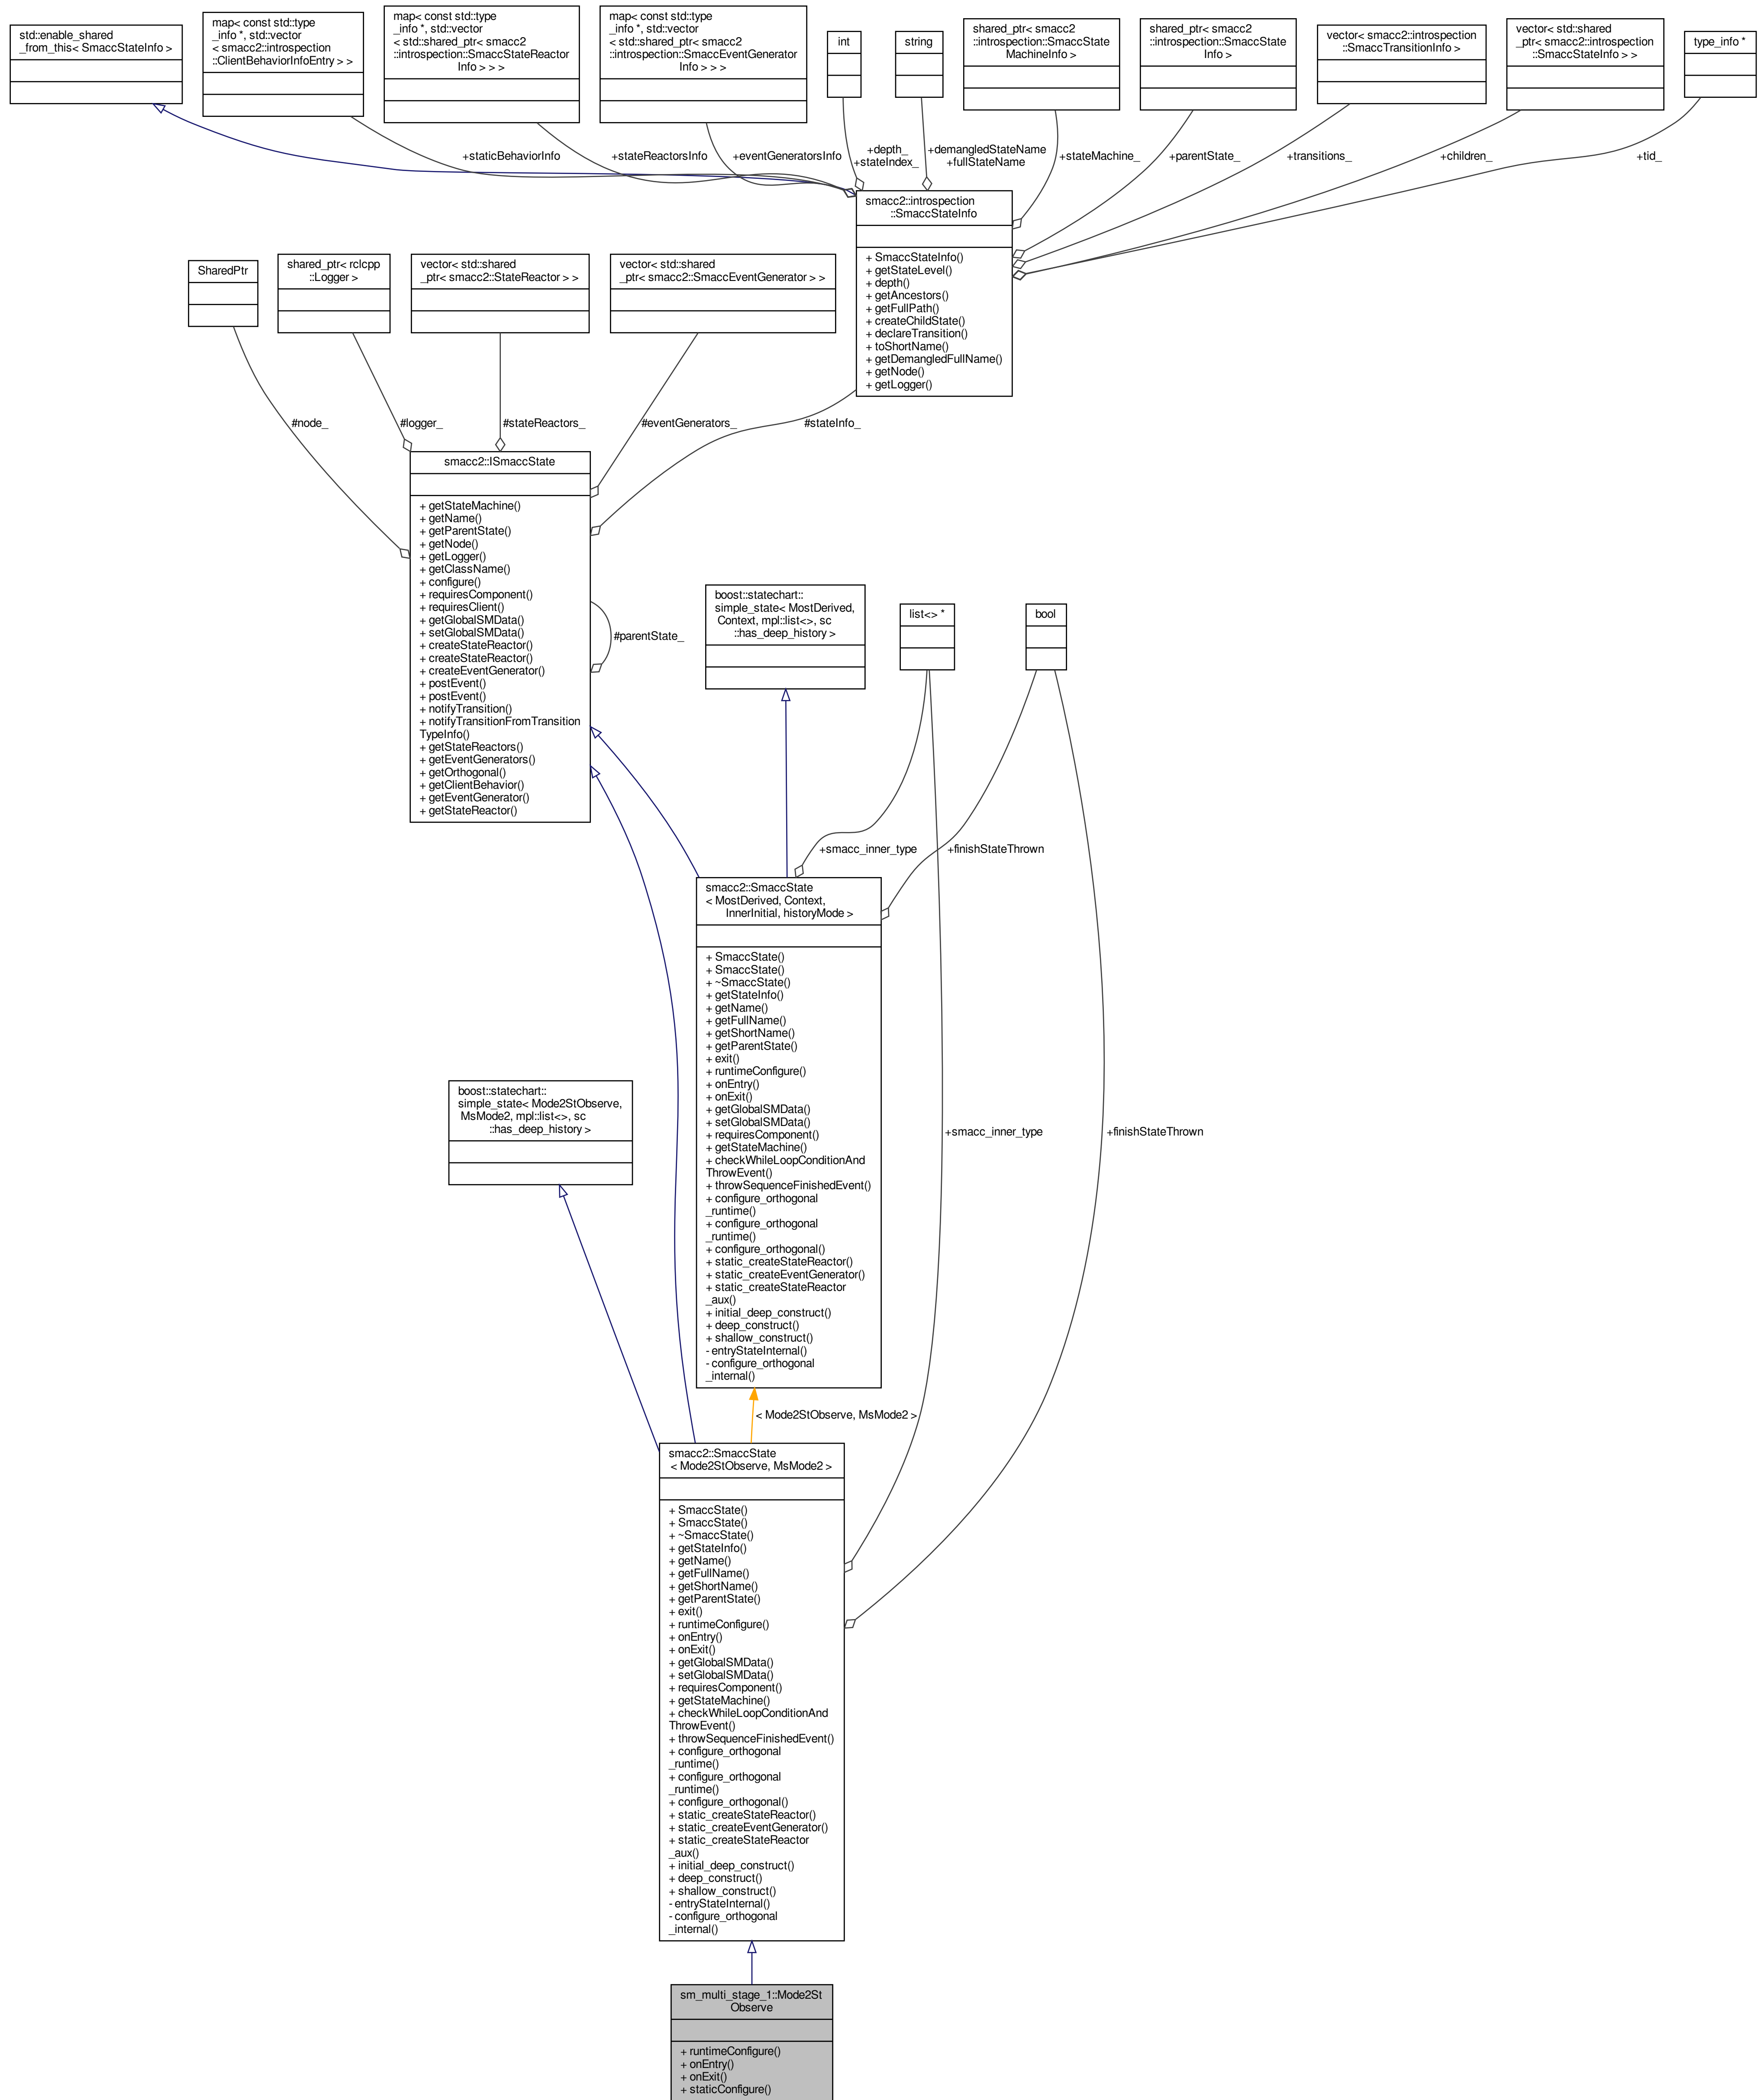 std::enable_shared
_from_this< SmaccStateInfo >
map< const std::type
_info *, std::vector
< smacc2::introspection
::ClientBehaviorInfoEntry > >
map< const std::type
_info *, std::vector
< std::shared_ptr< smacc2
::introspection::SmaccStateReactor
Info > > >
map< const std::type
_info *, std::vector
< std::shared_ptr< smacc2
::introspection::SmaccEventGenerator
Info > > >
int
string
shared_ptr< smacc2
::introspection::SmaccState
MachineInfo >
shared_ptr< smacc2
::introspection::SmaccState
Info >
vector< smacc2::introspection
::SmaccTransitionInfo >
vector< std::shared
_ptr< smacc2::introspection
::SmaccStateInfo > >
type_info *
+staticBehaviorInfo
+stateReactorsInfo
+eventGeneratorsInfo
+depth_
+stateIndex_
+demangledStateName
+fullStateName
+stateMachine_
+parentState_
+transitions_
+children_
+tid_
smacc2::introspection
::SmaccStateInfo
+ SmaccStateInfo()
+ getStateLevel()
+ depth()
+ getAncestors()
+ getFullPath()
+ createChildState()
+ declareTransition()
+ toShortName()
+ getDemangledFullName()
+ getNode()
+ getLogger()
SharedPtr
shared_ptr< rclcpp
::Logger >
vector< std::shared
_ptr< smacc2::StateReactor > >
vector< std::shared
_ptr< smacc2::SmaccEventGenerator > >
#node_
#logger_
#stateReactors_
#eventGenerators_
#stateInfo_
smacc2::ISmaccState
+ getStateMachine()
+ getName()
+ getParentState()
+ getNode()
+ getLogger()
+ getClassName()
+ configure()
+ requiresComponent()
+ requiresClient()
+ getGlobalSMData()
+ setGlobalSMData()
+ createStateReactor()
+ createStateReactor()
+ createEventGenerator()
+ postEvent()
+ postEvent()
+ notifyTransition()
+ notifyTransitionFromTransition
TypeInfo()
+ getStateReactors()
+ getEventGenerators()
+ getOrthogonal()
+ getClientBehavior()
+ getEventGenerator()
+ getStateReactor()
#parentState_
boost::statechart::
simple_state< MostDerived,
Context, mpl::list<>, sc
::has_deep_history >
list<> *
bool
+smacc_inner_type
+finishStateThrown
smacc2::SmaccState
< MostDerived, Context,
InnerInitial, historyMode >
+ SmaccState()
+ SmaccState()
+ ~SmaccState()
+ getStateInfo()
+ getName()
+ getFullName()
+ getShortName()
+ getParentState()
+ exit()
+ runtimeConfigure()
+ onEntry()
+ onExit()
+ getGlobalSMData()
+ setGlobalSMData()
+ requiresComponent()
+ getStateMachine()
+ checkWhileLoopConditionAnd
ThrowEvent()
+ throwSequenceFinishedEvent()
+ configure_orthogonal
_runtime()
+ configure_orthogonal
_runtime()
+ configure_orthogonal()
+ static_createStateReactor()
+ static_createEventGenerator()
+ static_createStateReactor
_aux()
+ initial_deep_construct()
+ deep_construct()
+ shallow_construct()
- entryStateInternal()
- configure_orthogonal
_internal()
boost::statechart::
simple_state< Mode2StObserve,
MsMode2, mpl::list<>, sc
::has_deep_history >
+smacc_inner_type
+finishStateThrown
< Mode2StObserve, MsMode2 >
smacc2::SmaccState
< Mode2StObserve, MsMode2 >
+ SmaccState()
+ SmaccState()
+ ~SmaccState()
+ getStateInfo()
+ getName()
+ getFullName()
+ getShortName()
+ getParentState()
+ exit()
+ runtimeConfigure()
+ onEntry()
+ onExit()
+ getGlobalSMData()
+ setGlobalSMData()
+ requiresComponent()
+ getStateMachine()
+ checkWhileLoopConditionAnd
ThrowEvent()
+ throwSequenceFinishedEvent()
+ configure_orthogonal
_runtime()
+ configure_orthogonal
_runtime()
+ configure_orthogonal()
+ static_createStateReactor()
+ static_createEventGenerator()
+ static_createStateReactor
_aux()
+ initial_deep_construct()
+ deep_construct()
+ shallow_construct()
- entryStateInternal()
- configure_orthogonal
_internal()
sm_multi_stage_1::Mode2St
Observe
+ runtimeConfigure()
+ onEntry()
+ onExit()
+ staticConfigure()